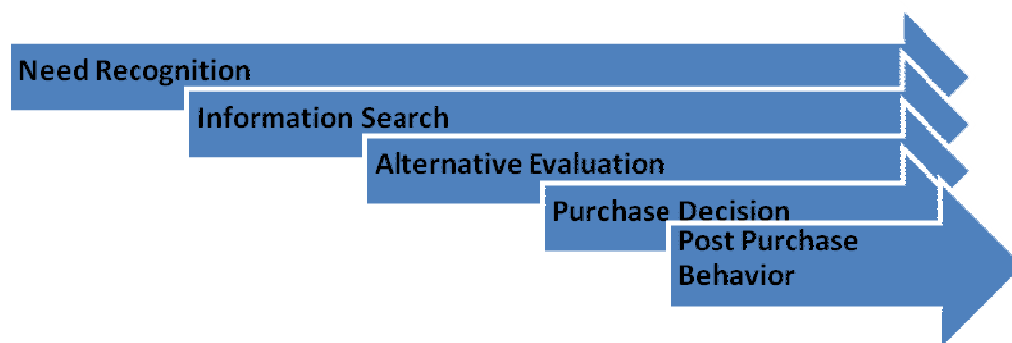 Need Recognition
Information Search
Alternative Evaluation
Purchase Decision
Post Purchase
Behavior